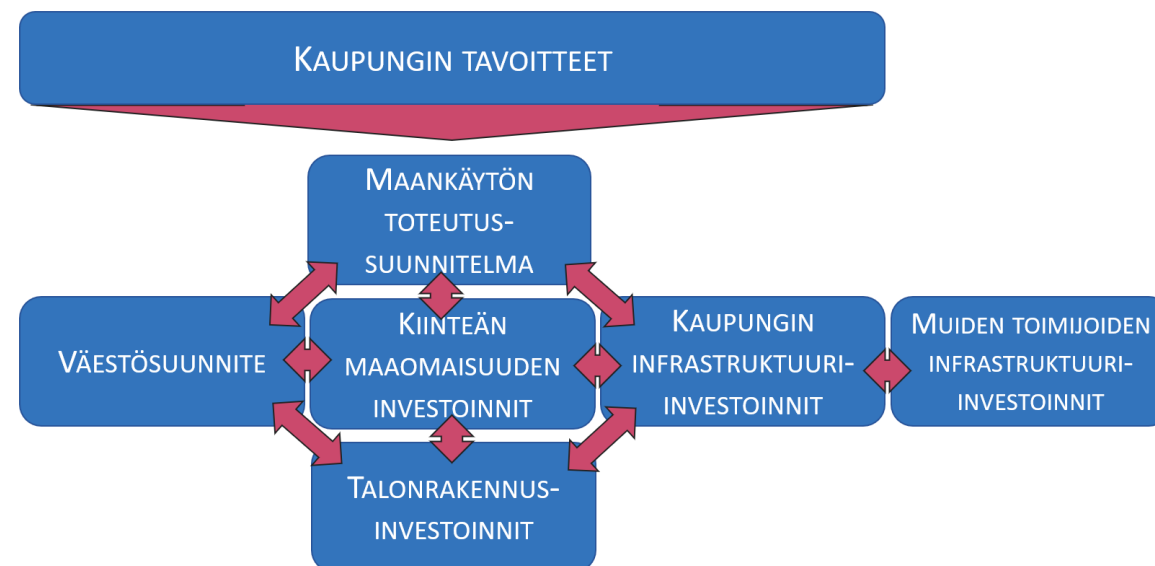 KAUPUNGIN TAVOITTEET
MAANKÄYTÖN
TOTEUTUS-
SUUNNITELMA
VÄESTÖSUUNNITE
KIINTEÄN
MAAOMAISUUDEN
INVESTOINNIT
KAUPUNGIN
INFRASTRUKTUURI-
INVESTOINNIT
MUIDEN TOIMIJOIDEN
INFRASTRUKTUURI-
INVESTOINNIT
TALONRAKENNUS-
INVESTOINNIT